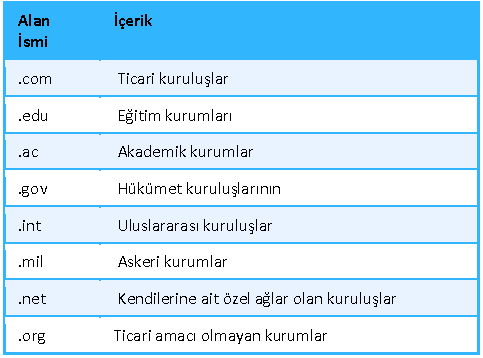 Alan İsmi İçerik
.com Ticari kuruluşlar
.edu Eğitim kurumları
.ac Akademik kurumlar
.gov Hükümet kuruluşlarının
.int Uluslararası kuruluşlar
.mil Askeri kurumlar
.net Kendilerine ait özel ağlar olan kuruluşlar
.org Ticari amacı olmayan kurumlar